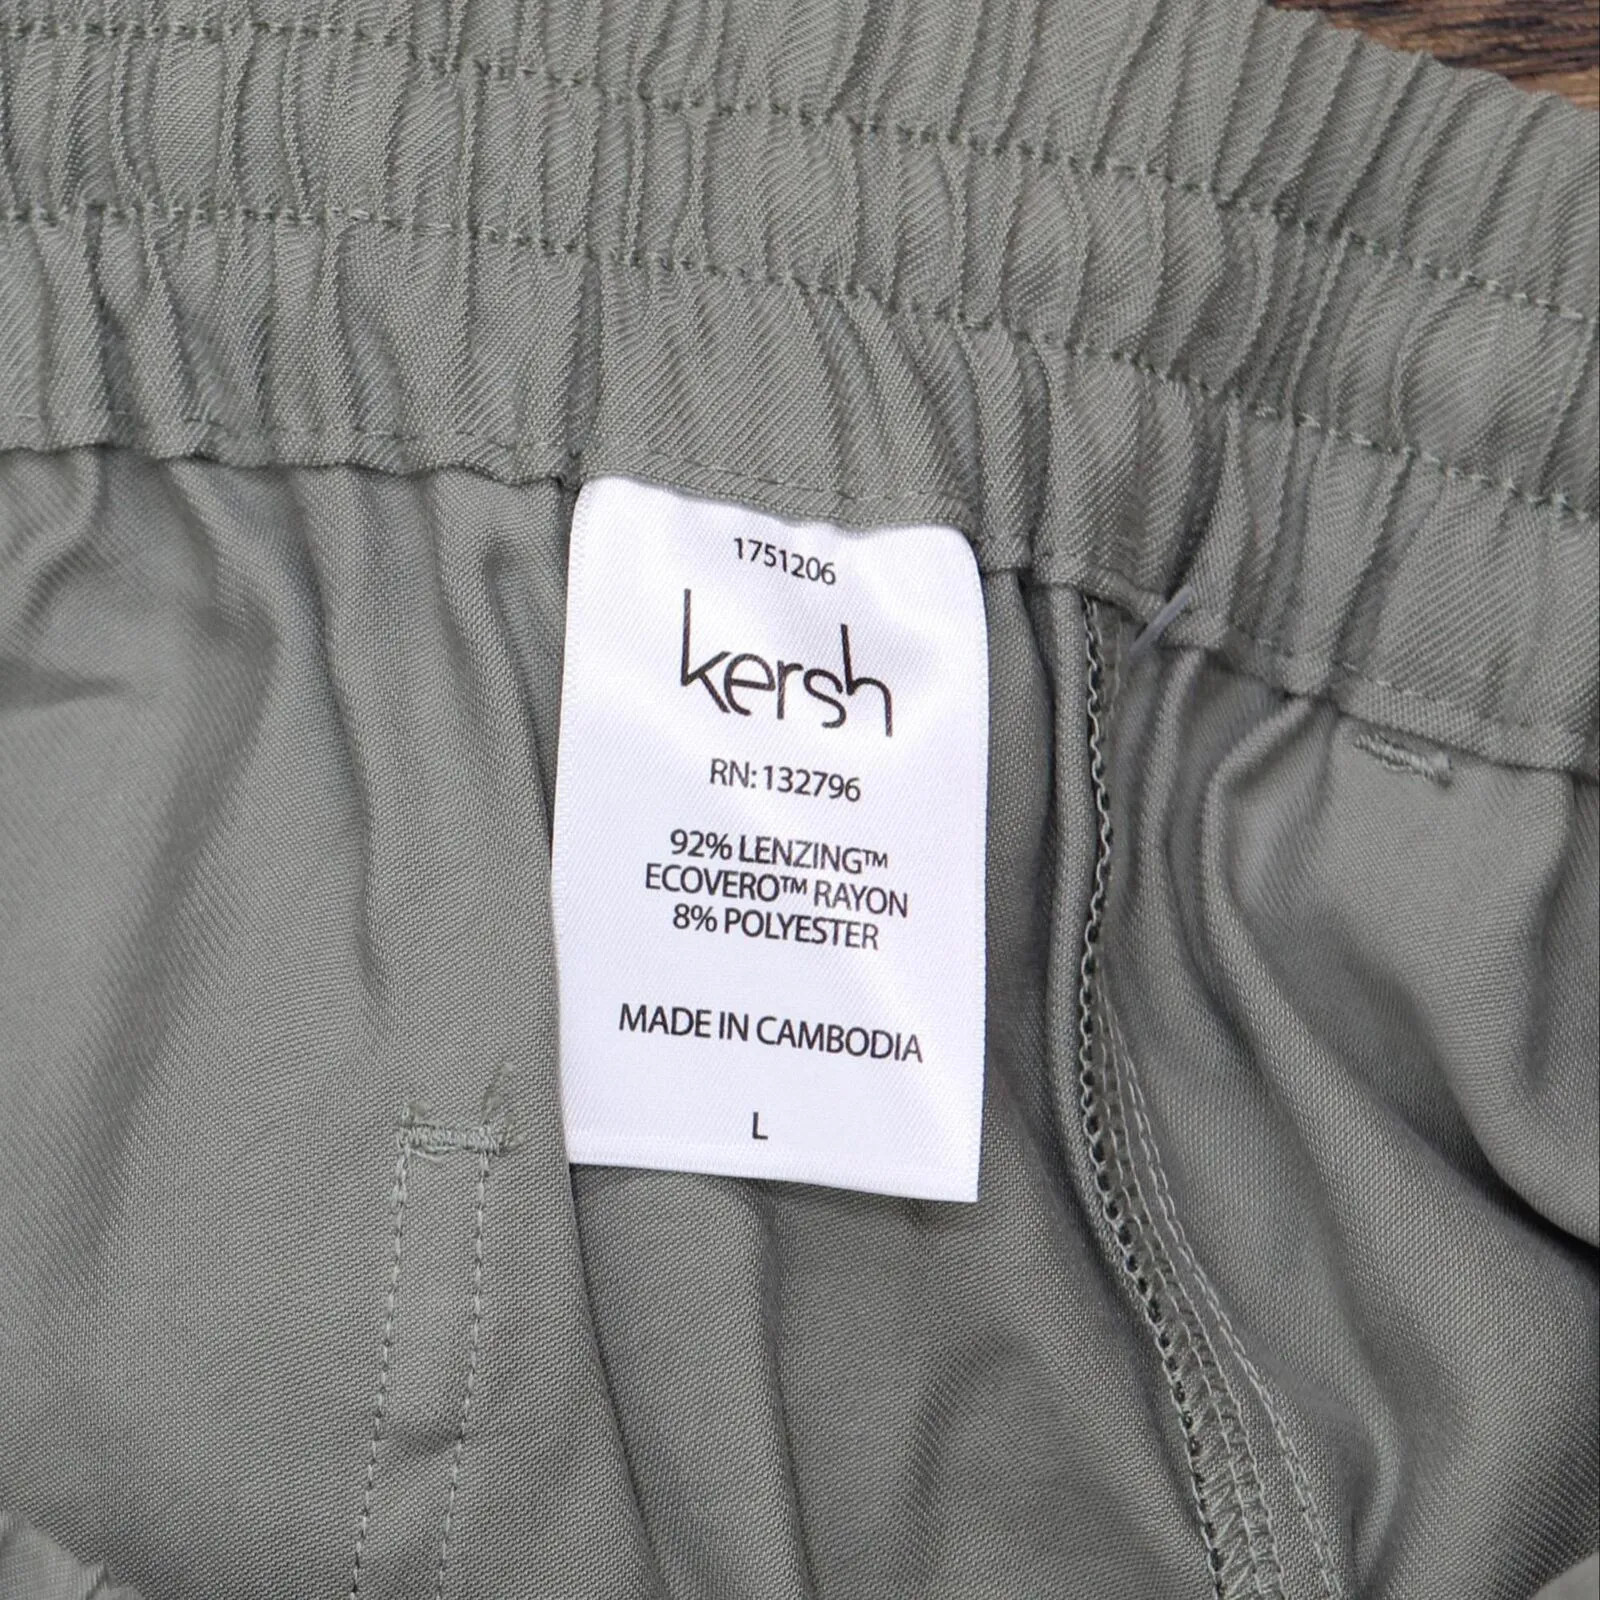 1751206
kersh
RN: 132796
92% LENZING™
ECOVERO™ RAYON
8% POLYESTER
MADE IN CAMBODIA
L